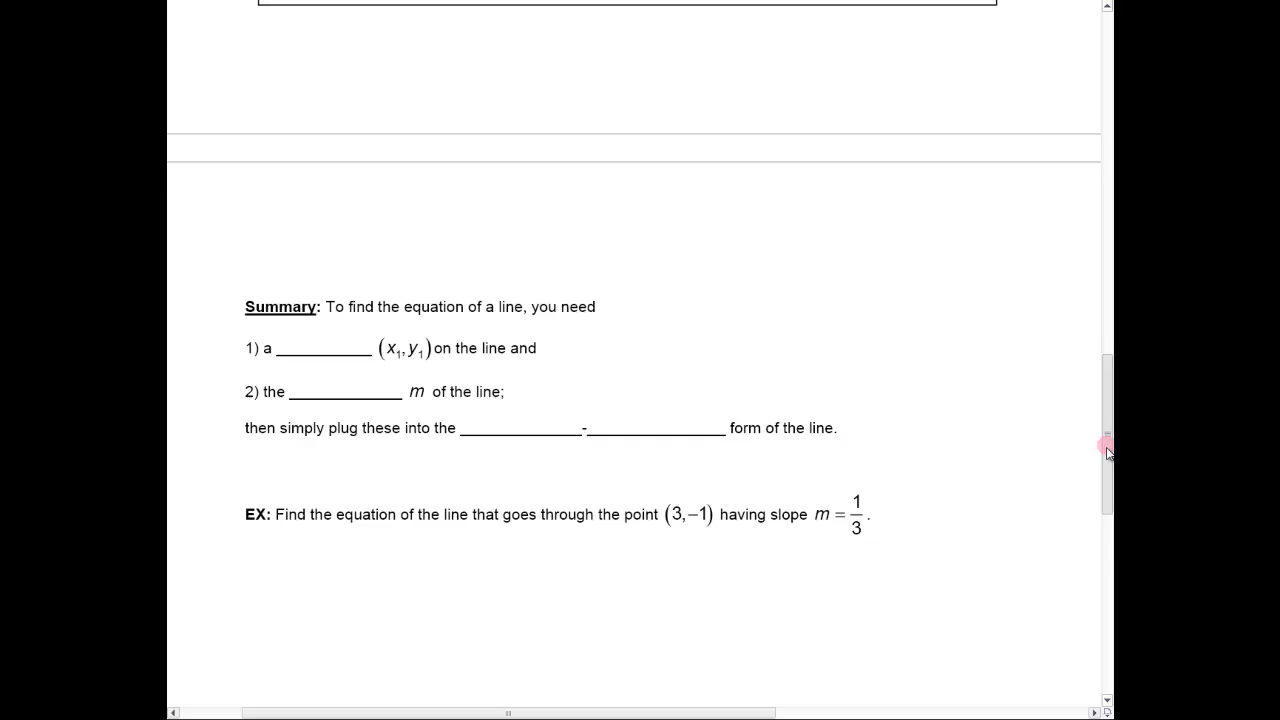 Summary: To find the equation of a line, you need
1) a ___________ (x₁, y₁) on the line and
2) the _____________ m of the line;
then simply plug these into the ______________-________________ form of the line.
EX: Find the equation of the line that goes through the point (3, −1) having slope m = 1/3.